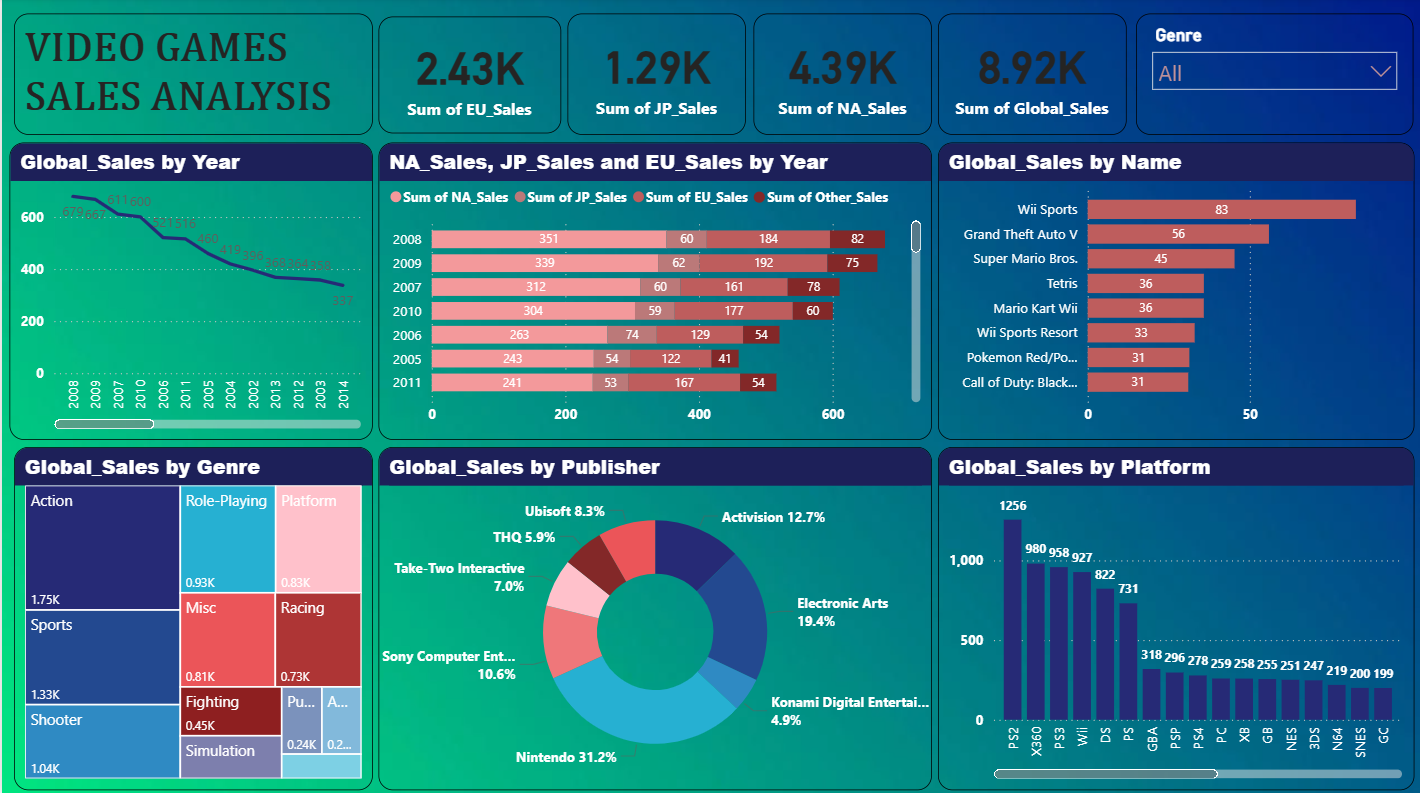 VIDEO GAMES
SALES ANALYSIS
2.43K
Sum of EU_Sales
1.29K
Sum of JP_Sales
4.39K
Sum of NA_Sales
8.92K
Sum of Global_Sales
Genre
All
Global_Sales by Year
600
400
200
0
679
667
611
600
521
516
460
419
396
368
364
337
2008
2009
2007
2010
2006
2011
2005
2004
2002
2013
2012
2003
2014
NA_Sales, JP_Sales and EU_Sales by Year
Sum of NA_Sales Sum of JP_Sales Sum of EU_Sales Sum of Other_Sales
2008 351 60 184 82
2009 339 62 192 75
2007 312 60 161 78
2010 304 59 177 60
2006 263 74 129 54
2005 243 54 122 41
2011 241 53 167 54
0 200 400 600
Global_Sales by Name
Wii Sports 83
Grand Theft Auto V 56
Super Mario Bros. 45
Tetris 36
Mario Kart Wii 36
Wii Sports Resort 33
Pokemon Red/Po... 31
Call of Duty: Black... 31
0 50
Global_Sales by Genre
Action
1.75K
Sports
1.33K
Shooter
1.04K
Role-Playing
0.93K
Platform
0.83K
Misc
0.81K
Racing
0.73K
Fighting
0.45K
Simulation
Pu...
0.24K
A...
0.2...
Global_Sales by Publisher
Activision 12.7%
Electronic Arts
19.4%
Konami Digital Entertai...
4.9%
Nintendo 31.2%
Sony Computer Ent...
10.6%
Take-Two Interactive
7.0%
THQ 5.9%
Ubisoft 8.3%
Global_Sales by Platform
1,000
500
0
1256
980
958
927
822
731
318
296
278
259
258
255
251
247
219
200
199
PS2
X360
PS3
Wii
DS
PS
GBA
PSP
PS4
PC
XB
GB
NES
3DS
N64
SNES
GC